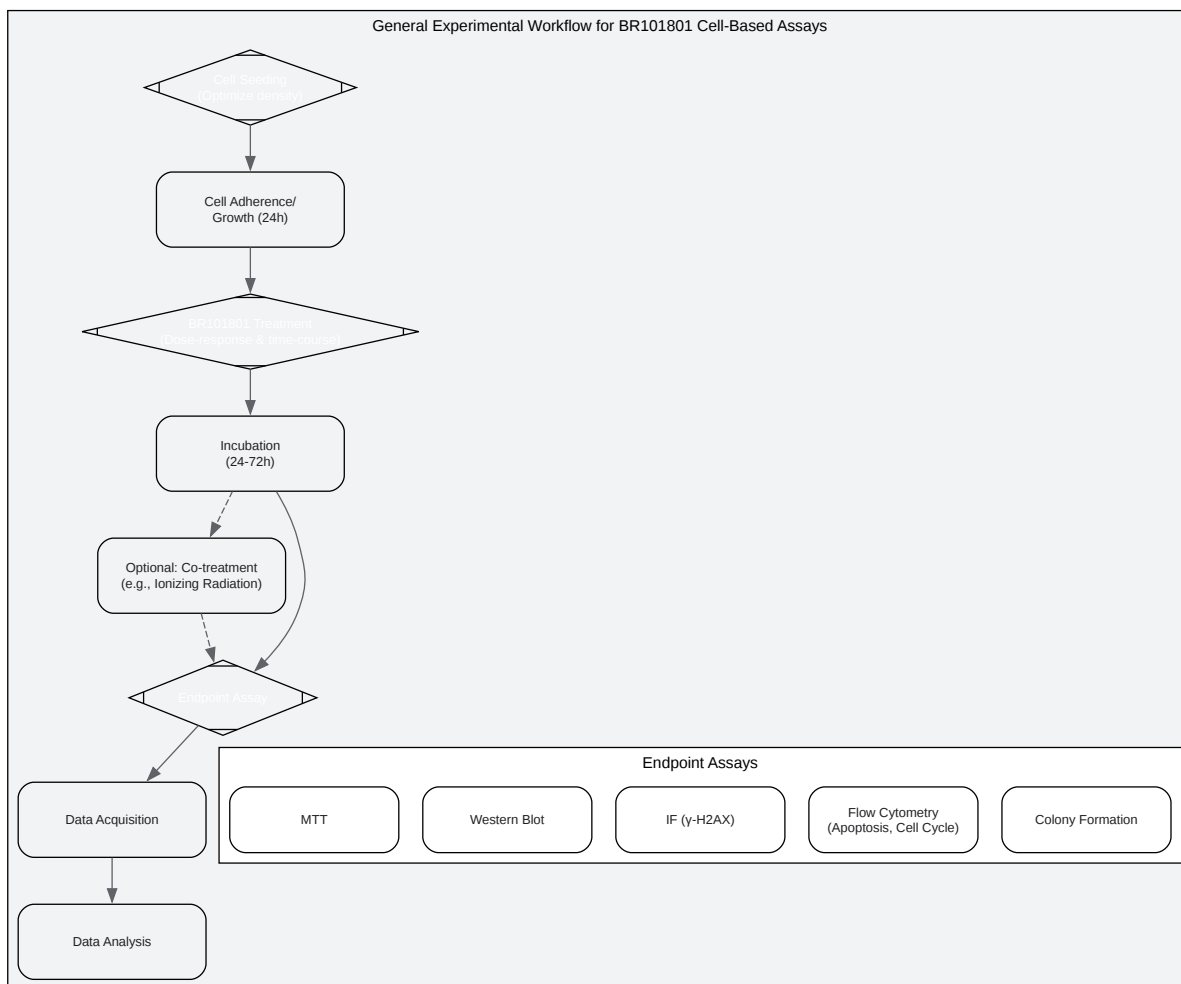 General Experimental Workflow for BR101801 Cell-Based Assays
Cell Seeding
(Optimize density)
Cell Adherence/
Growth (24h)
BR101801 Treatment
(Dose-response & time-course)
Incubation
(24-72h)
Optional: Co-treatment
(e.g., Ionizing Radiation)
Endpoint Assay
Endpoint Assays
MTT
Western Blot
IF (γ-H2AX)
Flow Cytometry
(Apoptosis, Cell Cycle)
Colony Formation
Data Acquisition
Data Analysis